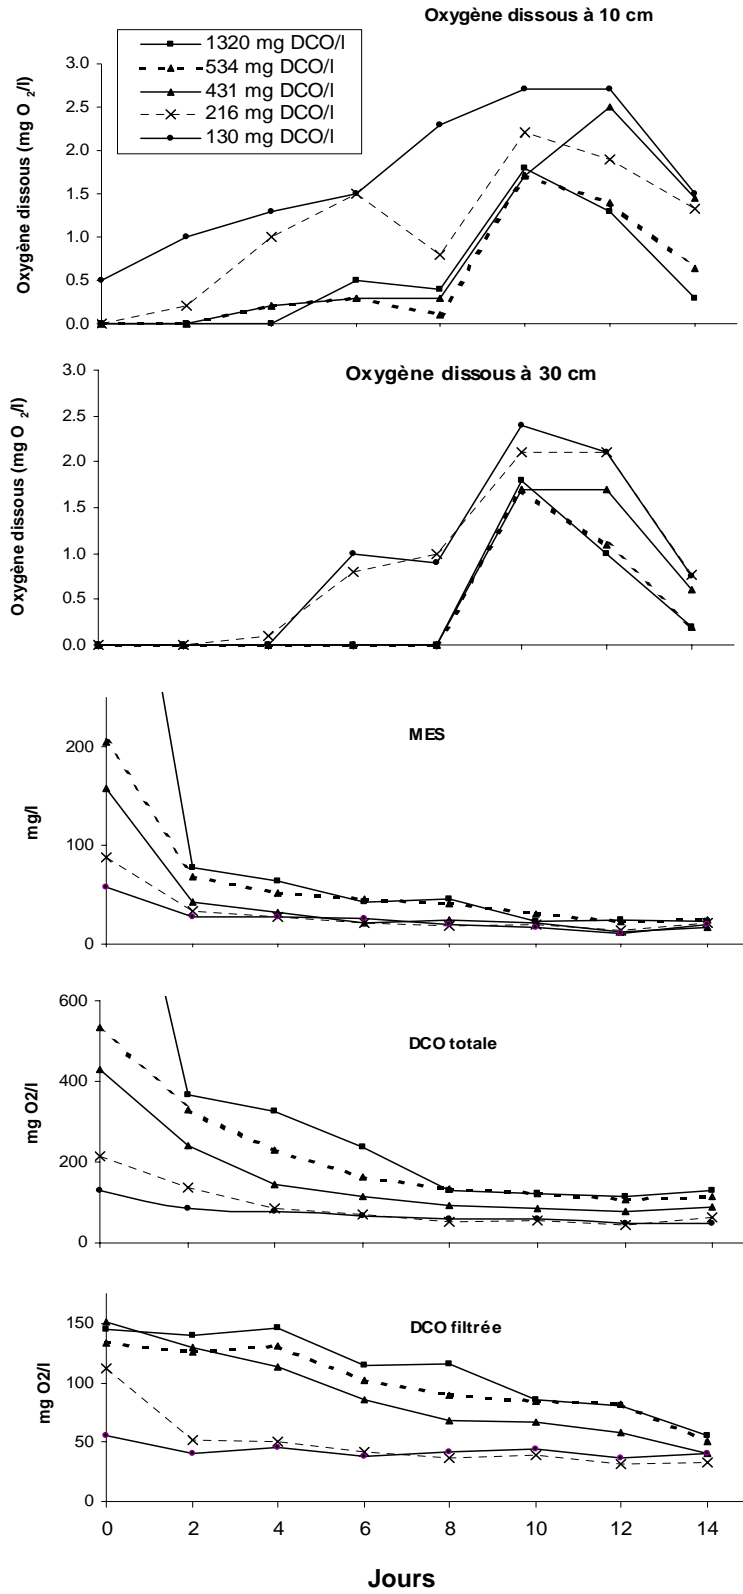 Oxygène dissous à 10 cm
1320 mg DCO/l
534 mg DCO/l
431 mg DCO/l
216 mg DCO/l
130 mg DCO/l
Oxygène dissous (mg O 2/l)
3.0
2.5
2.0
1.5
1.0
0.5
0.0
Oxygène dissous à 30 cm
Oxygène dissous (mg O 2/l)
3.0
2.5
2.0
1.5
1.0
0.5
0.0
MES
mg/l
200
100
0
DCO totale
mg O2/l
600
400
200
0
DCO filtrée
mg O2/l
150
100
50
0
0 2 4 6 8 10 12 14
Jours